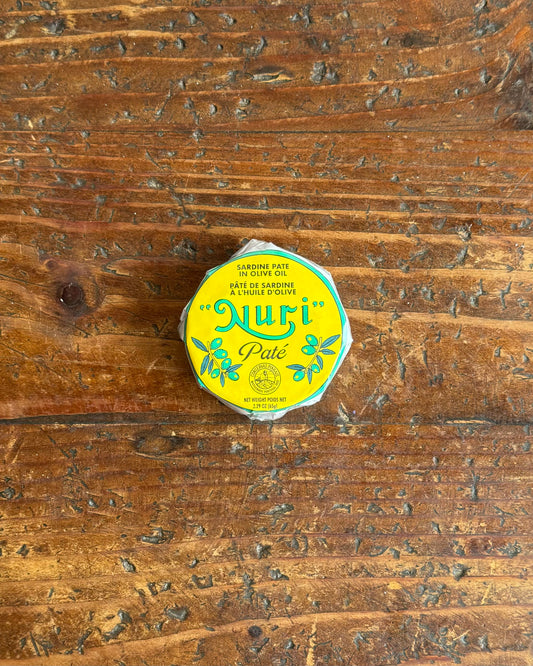 SARDINE PATE
IN OLIVE OIL
PÂTÉ DE SARDINE
À L'HUILE D'OLIVE
"Nuri"
Paté
NET WEIGHT POIDS NET
2.29 OZ (65g)